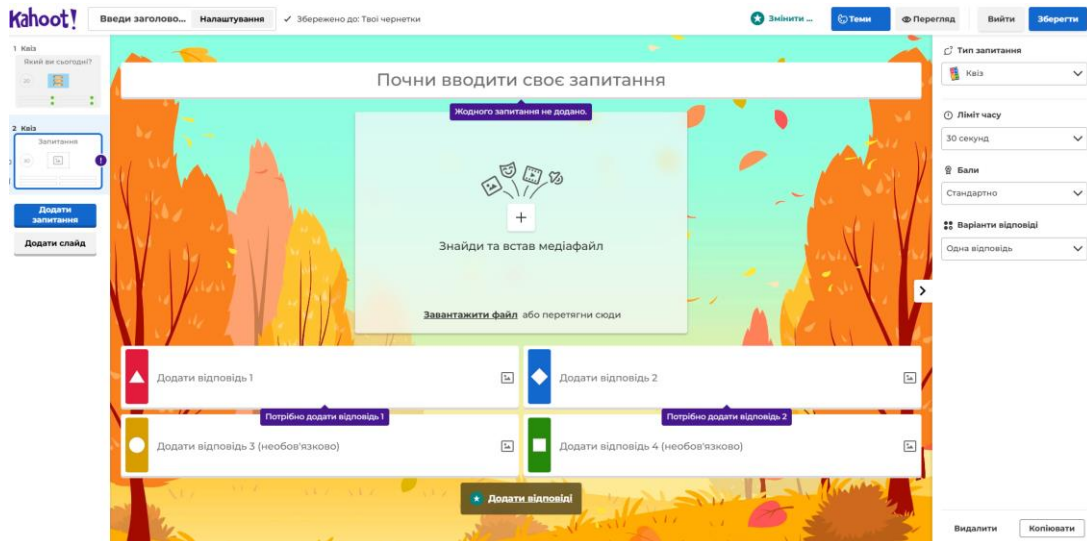 Kahoot!
Введи заголово...
Налаштування
Збережено до: Твої чернетки
Змінити ...
Теми
Перегляд
Вийти
Зберегти
1 Квіз
Який ви сьогодні?
20
2 Квіз
Запитання
30
Додати
запитання
Додати слайд
Почни вводити своє запитання
Жодного запитання не додано.
Знайди та встав медіафайл
Завантажити файл або перетягни сюди
Додати відповідь 1
Додати відповідь 2
Потрібно додати відповідь 1
Потрібно додати відповідь 2
Додати відповідь 3 (необов'язково)
Додати відповідь 4 (необов'язково)
Додати відповіді
Тип запитання
Квіз
Ліміт часу
30 секунд
Бали
Стандартно
Варіанти відповіді
Одна відповідь
Видалити
Копіювати